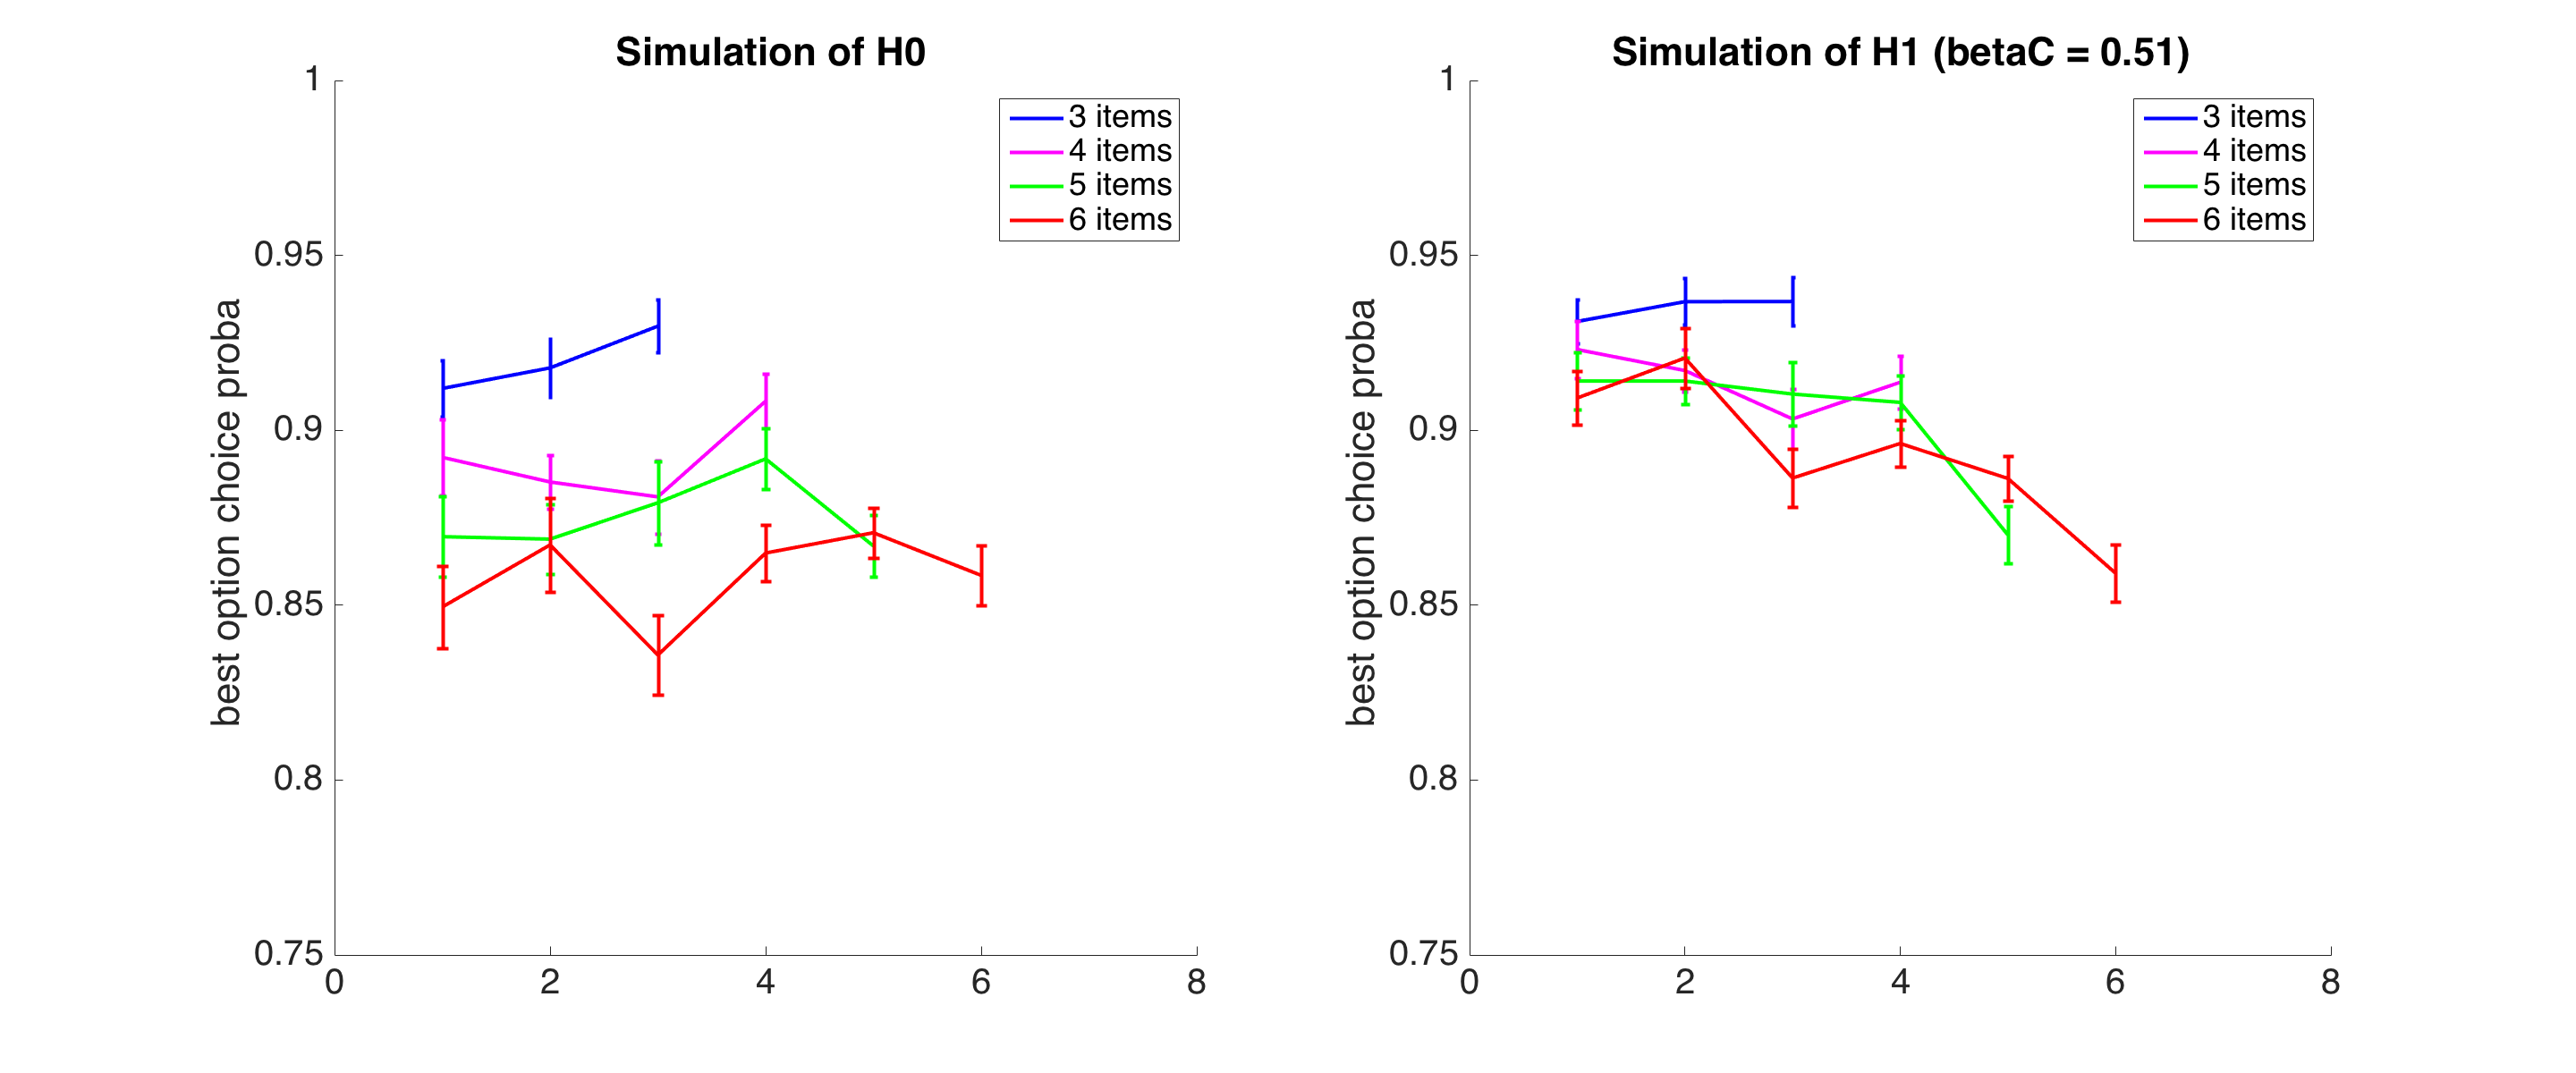 Simulation of H0
1
0.95
0.9
0.85
0.8
0.75
best option choice proba
0 2 4 6 8
3 items
4 items
5 items
6 items
Simulation of H1 (betaC = 0.51)
1
0.95
0.9
0.85
0.8
0.75
best option choice proba
0 2 4 6 8
3 items
4 items
5 items
6 items